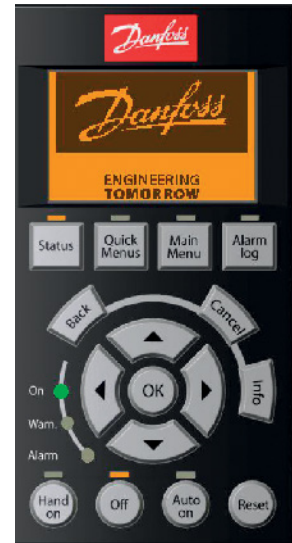 Danfoss
Danfoss
ENGINEERING
TOMORROW
Status
Quick
Menus
Main
Menu
Alarm
log
Back
Cancel
Info
OK
On
Warn.
Alarm
Hand
on
Off
Auto
on
Reset